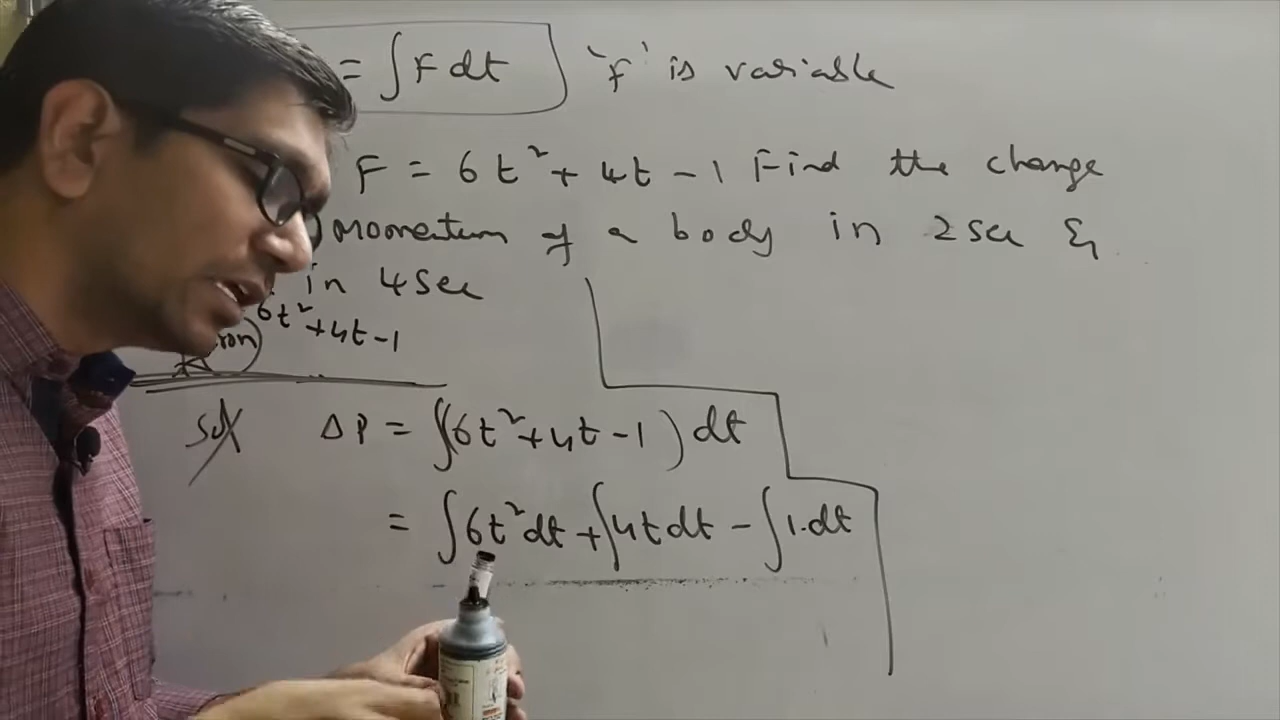 = ∫F dt 'F' is variable
F = 6t² + 4t - 1 Find the change
momentum of a body in 2sec &
in 4sec
6t²+4t-1
Sol ΔP = ∫(6t²+4t-1) dt
= ∫6t²dt + ∫4t dt - ∫1.dt